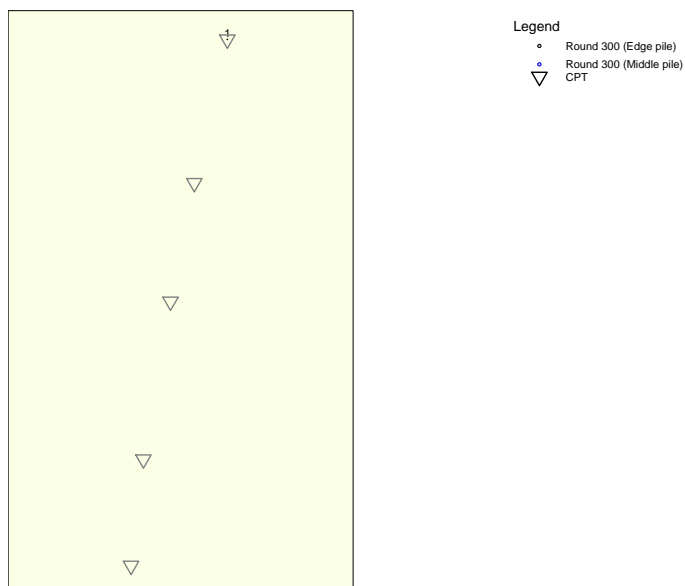 1
Legend
Round 300 (Edge pile)
Round 300 (Middle pile)
CPT